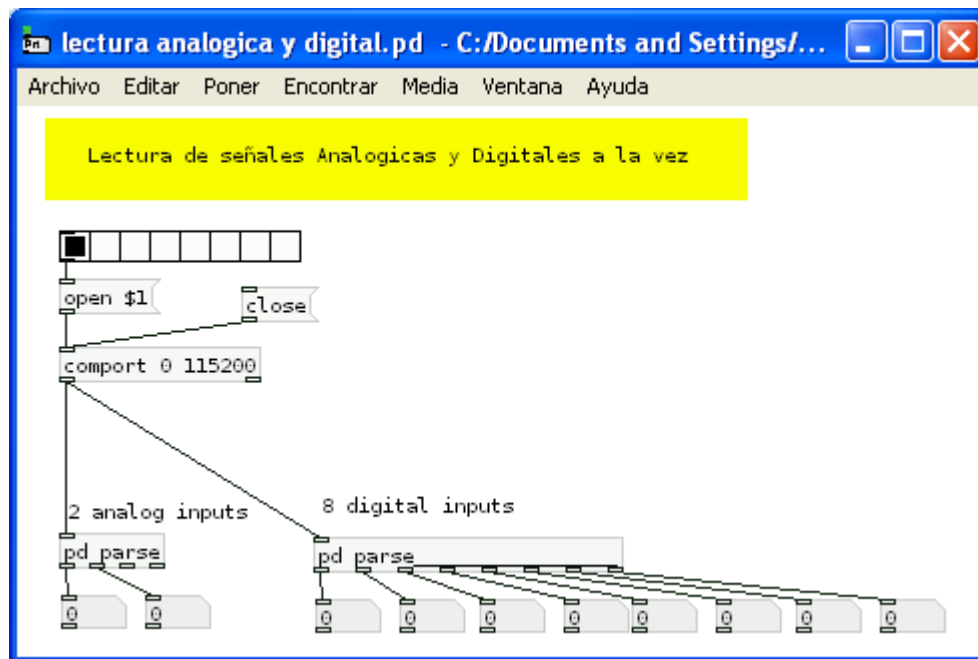 lectura analogica y digital.pd - C:/Documents and Settings/...
Archivo Editar Poner Encontrar Media Ventana Ayuda
Lectura de señales Analogicas y Digitales a la vez
open $1
close
comport 0 115200
2 analog inputs
8 digital inputs
pd parse
pd parse
0 0
0 0 0 0 0 0 0 0